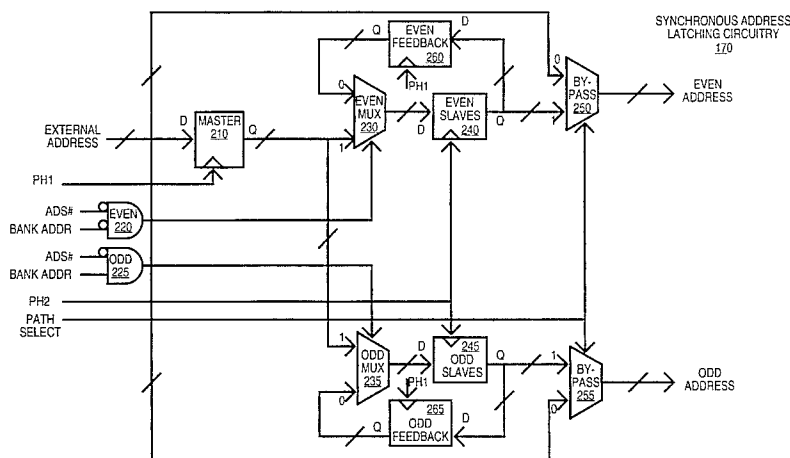 SYNCHRONOUS ADDRESS
LATCHING CIRCUITRY
170
Q
EVEN
FEEDBACK
260
D
PH1
0
EVEN
MUX
230
1
D
EVEN
SLAVES
240
Q
0
BY-
PASS
250
1
EVEN
ADDRESS
EXTERNAL
ADDRESS
D
MASTER
210
Q
PH1
ADS#
BANK ADDR
EVEN
220
ADS#
BANK ADDR
ODD
225
PH2
PATH
SELECT
1
ODD
MUX
235
0
D
245
ODD
SLAVES
Q
PH1
265
ODD
FEEDBACK
Q
D
1
BY-
PASS
255
0
ODD
ADDRESS